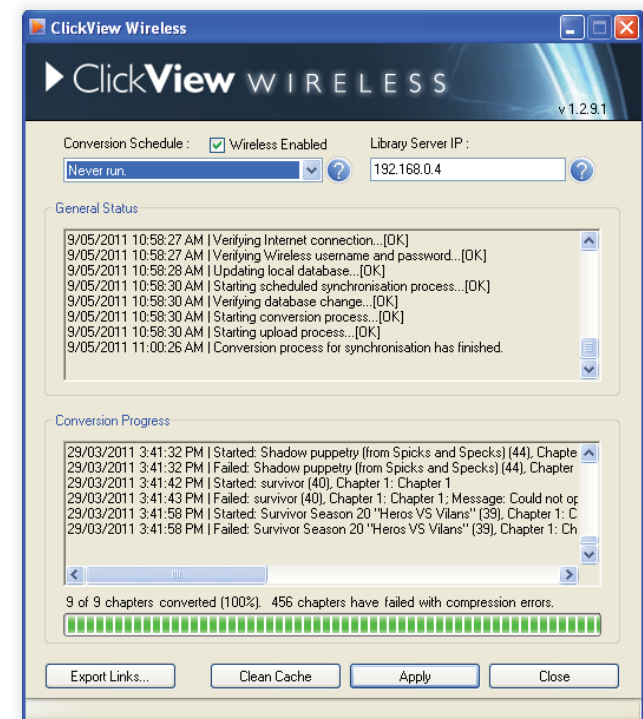 ClickView Wireless
ClickView WIRELESS
v 1.2.9.1
Conversion Schedule : Wireless Enabled Library Server IP :
Never run. ? 192.168.0.4 ?
General Status
9/05/2011 10:58:27 AM | Verifying Internet connection...[OK]
9/05/2011 10:58:27 AM | Verifying Wireless username and password...[OK]
9/05/2011 10:58:28 AM | Updating local database...[OK]
9/05/2011 10:58:30 AM | Starting scheduled synchronisation process...[OK]
9/05/2011 10:58:30 AM | Verifying database change...[OK]
9/05/2011 10:58:30 AM | Starting conversion process...[OK]
9/05/2011 10:58:30 AM | Starting upload process...[OK]
9/05/2011 11:00:26 AM | Conversion process for synchronisation has finished.
Conversion Progress
29/03/2011 3:41:32 PM | Started: Shadow puppetry (from Spicks and Specks) (44), Chapte
29/03/2011 3:41:32 PM | Failed: Shadow puppetry (from Spicks and Specks) (44), Chapter
29/03/2011 3:41:42 PM | Started: survivor (40), Chapter 1: Chapter 1
29/03/2011 3:41:43 PM | Failed: survivor (40), Chapter 1: Chapter 1; Message: Could not op
29/03/2011 3:41:58 PM | Started: Survivor Season 20 "Heros VS Vilans" (39), Chapter 1: C
29/03/2011 3:41:58 PM | Failed: Survivor Season 20 "Heros VS Vilans" (39), Chapter 1: Ch
9 of 9 chapters converted (100%). 456 chapters have failed with compression errors.
Export Links... Clean Cache Apply Close